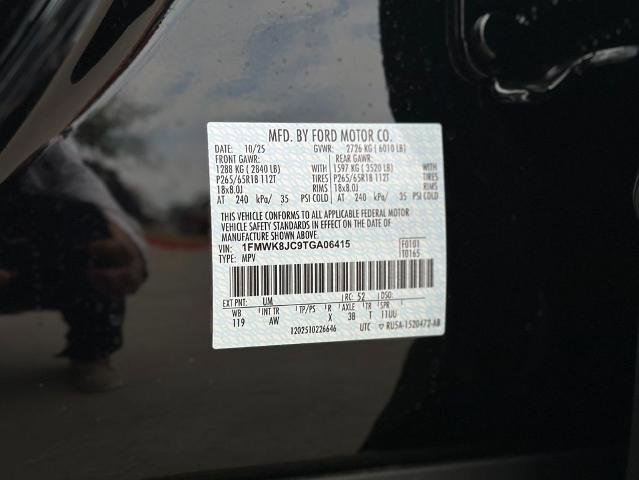 MFD. BY FORD MOTOR CO.
DATE: 10/25 GVWR: 2726 KG ( 6010 LB)
FRONT GAWR: REAR GAWR:
1288 KG ( 2840 LB) WITH 1597 KG ( 3520 LB) WITH
P265/65R18 112T TIRES P265/65R18 112T TIRES
18x8.0J RIMS 18x8.0J RIMS
AT 240 kPa/ 35 PSI COLD AT 240 kPa/ 35 PSI COLD
THIS VEHICLE CONFORMS TO ALL APPLICABLE FEDERAL MOTOR
VEHICLE SAFETY STANDARDS IN EFFECT ON THE DATE OF
MANUFACTURE SHOWN ABOVE.
VIN: 1FMWK8JC9TGA06415 F0101
TYPE: MPV T0165
EXT PNT: UM RC: 52 DSO:
WB INT TR TP/PS R AXLE TR SPR
119 AW X 3B T 11UU
1202510226646 UTC ▽ RU5A-1520472-AB